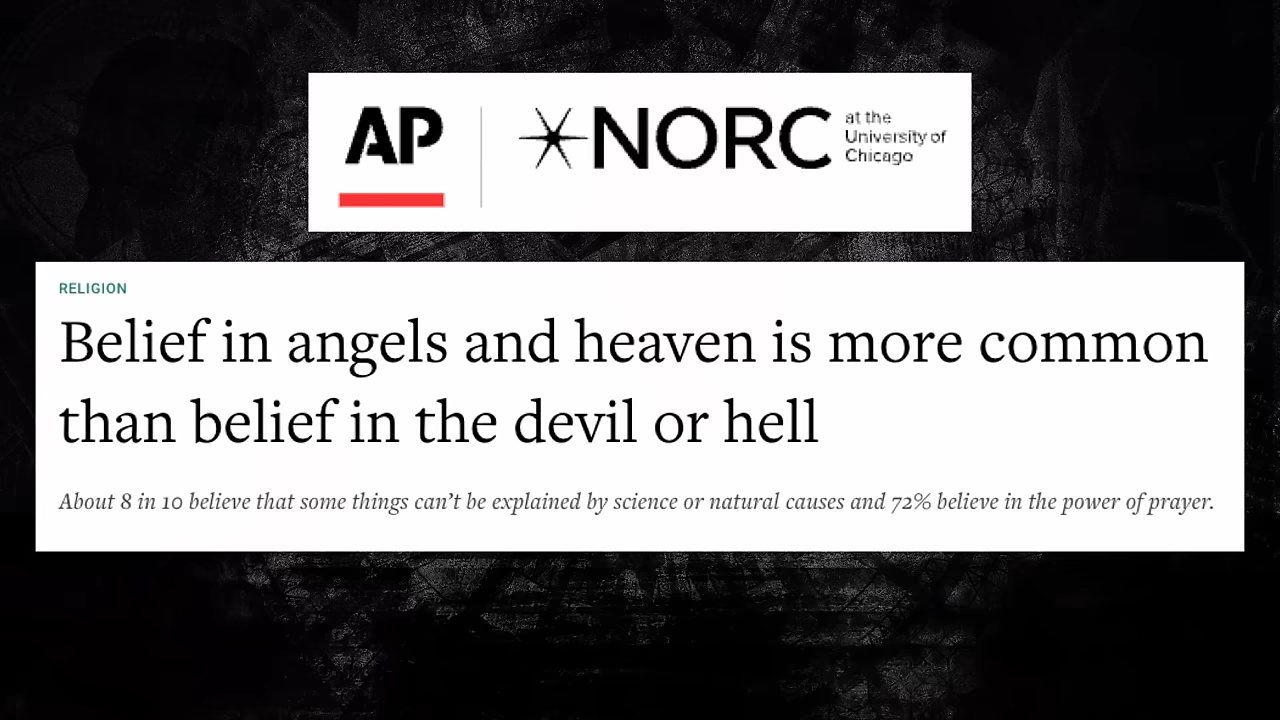 AP
NORC
at the
University of
Chicago
RELIGION
Belief in angels and heaven is more common
than belief in the devil or hell
About 8 in 10 believe that some things can't be explained by science or natural causes and 72% believe in the power of prayer.